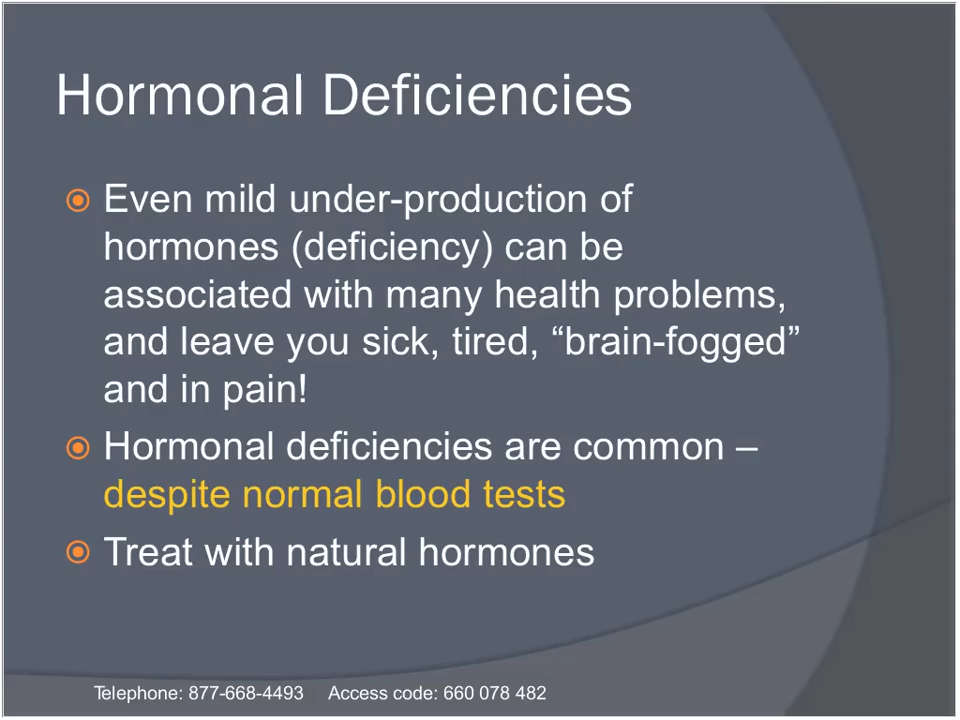 Hormonal Deficiencies
Even mild under-production of
hormones (deficiency) can be
associated with many health problems,
and leave you sick, tired, “brain-fogged”
and in pain!
Hormonal deficiencies are common –
despite normal blood tests
Treat with natural hormones
Telephone: 877-668-4493 Access code: 660 078 482